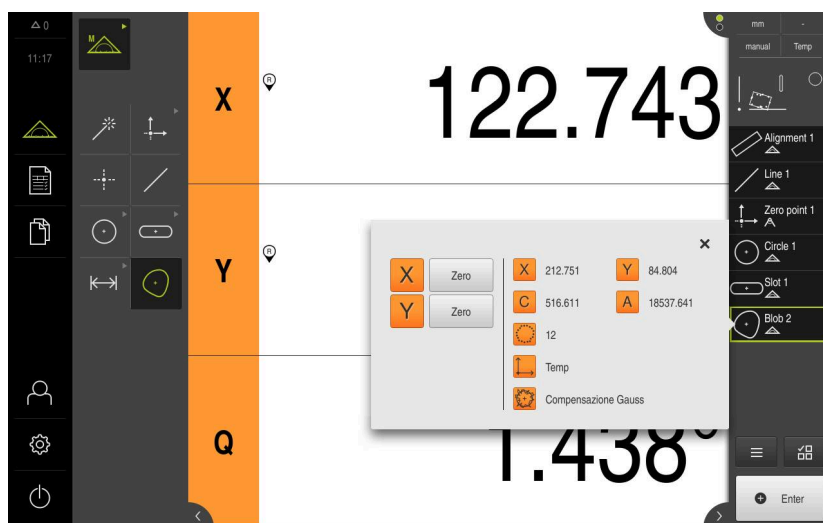 0
11:17
M
X
R
122.743
Y
R
Q
1.438°
X Zero
Y Zero
X 212.751
Y 84.804
C 516.611
A 18537.641
12
Temp
Compensazione Gauss
mm
-
manual
Temp
Alignment 1
Line 1
Zero point 1
Circle 1
Slot 1
Blob 2
Enter